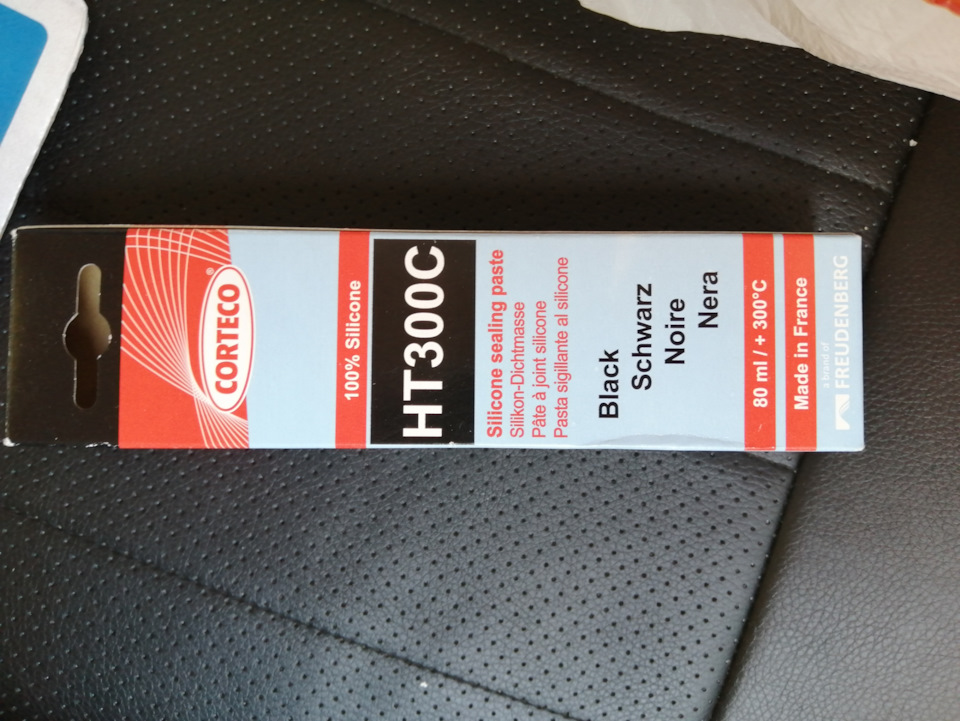 CORTECO®
100% Silicone
HT300C
Silicone sealing paste
Silikon-Dichtmasse
Pâte à joint silicone
Pasta sigillante al silicone
Black
Schwarz
Noire
Nera
80 ml / + 300°C
Made in France
a brand of
FREUDENBERG